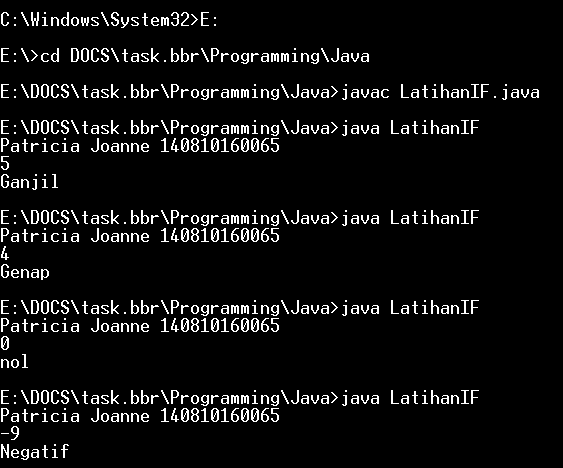 C:\Windows\System32>E:
E:\>cd DOCS\task.bbr\Programming\Java
E:\DOCS\task.bbr\Programming\Java>javac LatihanIF.java
E:\DOCS\task.bbr\Programming\Java>java LatihanIF
Patricia Joanne 140810160065
5
Ganjil
E:\DOCS\task.bbr\Programming\Java>java LatihanIF
Patricia Joanne 140810160065
4
Genap
E:\DOCS\task.bbr\Programming\Java>java LatihanIF
Patricia Joanne 140810160065
0
nol
E:\DOCS\task.bbr\Programming\Java>java LatihanIF
Patricia Joanne 140810160065
-9
Negatif